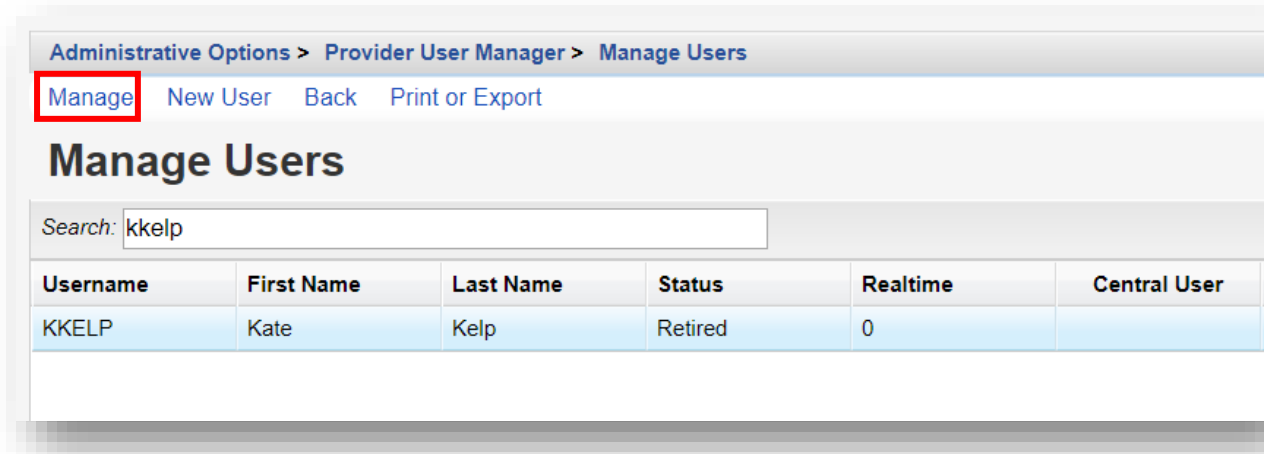 Administrative Options > Provider User Manager > Manage Users
Manage New User Back Print or Export
Manage Users
Search: kkelp
Username First Name Last Name Status Realtime Central User
KKELP Kate Kelp Retired 0